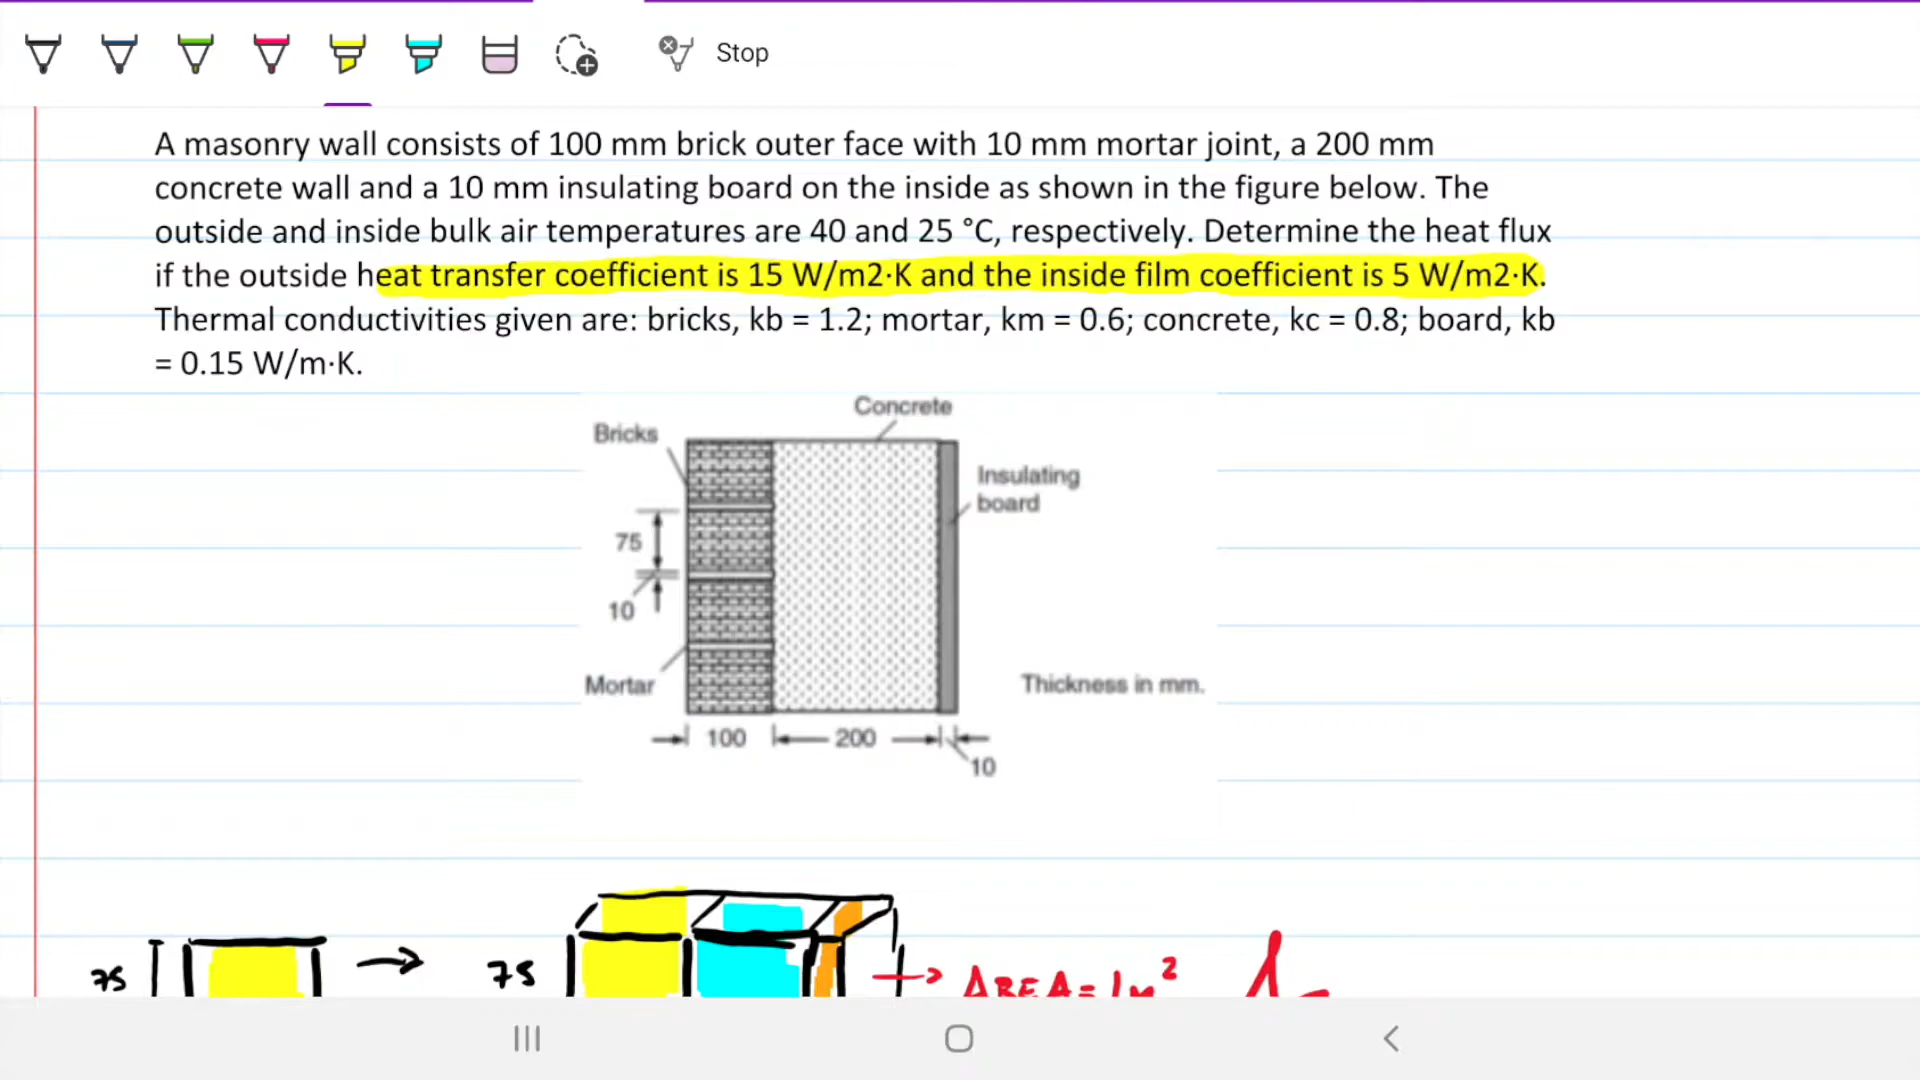 Stop
A masonry wall consists of 100 mm brick outer face with 10 mm mortar joint, a 200 mm
concrete wall and a 10 mm insulating board on the inside as shown in the figure below. The
outside and inside bulk air temperatures are 40 and 25 °C, respectively. Determine the heat flux
if the outside heat transfer coefficient is 15 W/m2·K and the inside film coefficient is 5 W/m2·K.
Thermal conductivities given are: bricks, kb = 1.2; mortar, km = 0.6; concrete, kc = 0.8; board, kb
= 0.15 W/m·K.
Concrete
Bricks
Insulating
board
75
10
Mortar
Thickness in mm.
100
200
10
75
75
AREA = 1m²